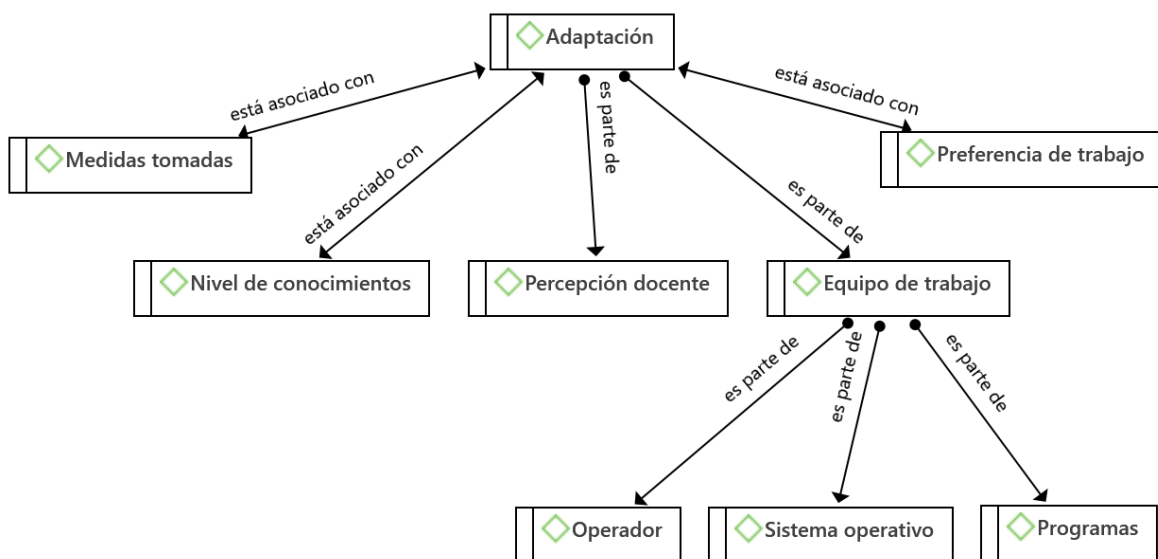 Adaptación
está asociado con
es parte de
está asociado con
Medidas tomadas
Preferencia de trabajo
está asociado con
es parte de
Nivel de conocimientos
Percepción docente
Equipo de trabajo
es parte de
es parte de
es parte de
Operador
Sistema operativo
Programas